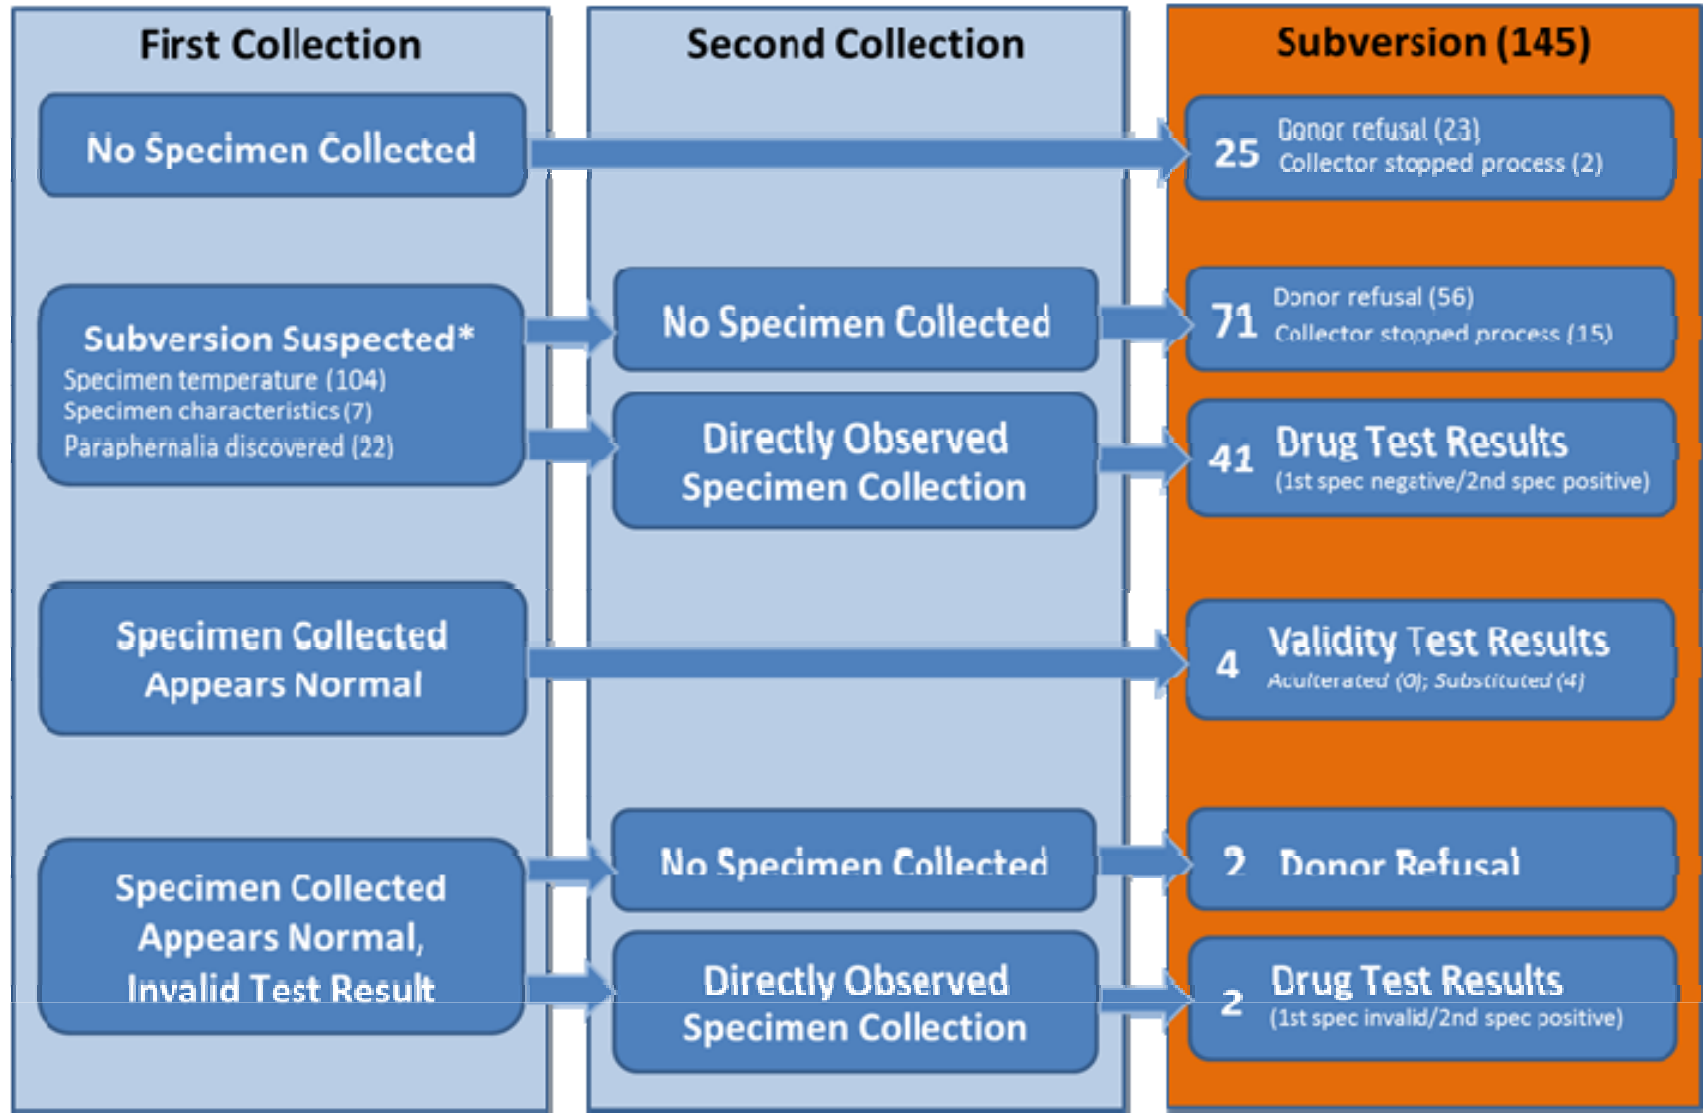 First Collection
Second Collection
Subversion (145)
No Specimen Collected
25
Donor refusal (23)
Collector stopped process (2)
Subversion Suspected*
Specimen temperature (104)
Specimen characteristics (7)
Paraphernalia discovered (22)
No Specimen Collected
71
Donor refusal (56)
Collector stopped process (15)
Directly Observed
Specimen Collection
41
Drug Test Results
(1st spec negative/2nd spec positive)
Specimen Collected
Appears Normal
4
Validity Test Results
Adulterated (0); Substituted (4)
Specimen Collected
Appears Normal,
Invalid Test Result
No Specimen Collected
2
Donor Refusal
Directly Observed
Specimen Collection
2
Drug Test Results
(1st spec invalid/2nd spec positive)